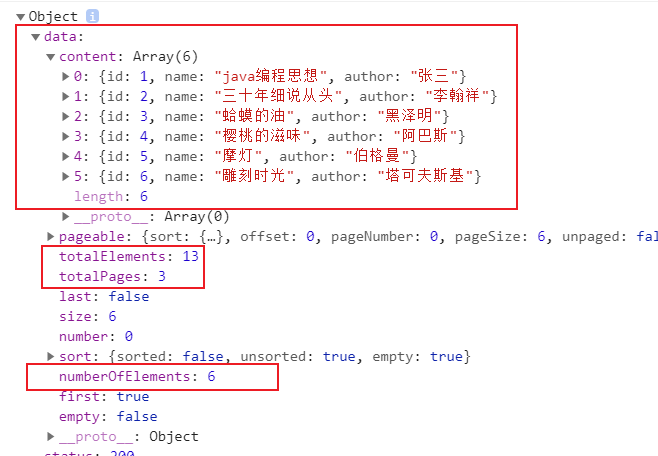 Object i
data:
content: Array(6)
0: {id: 1, name: "java编程思想", author: "张三"}
1: {id: 2, name: "三十年细说从头", author: "李翰祥"}
2: {id: 3, name: "蛤蟆的油", author: "黑泽明"}
3: {id: 4, name: "樱桃的滋味", author: "阿巴斯"}
4: {id: 5, name: "摩灯", author: "伯格曼"}
5: {id: 6, name: "雕刻时光", author: "塔可夫斯基"}
length: 6
__proto__: Array(0)
pageable: {sort: {…}, offset: 0, pageNumber: 0, pageSize: 6, unpaged: fal
totalElements: 13
totalPages: 3
last: false
size: 6
number: 0
sort: {sorted: false, unsorted: true, empty: true}
numberOfElements: 6
first: true
empty: false
__proto__: Object
status: 200